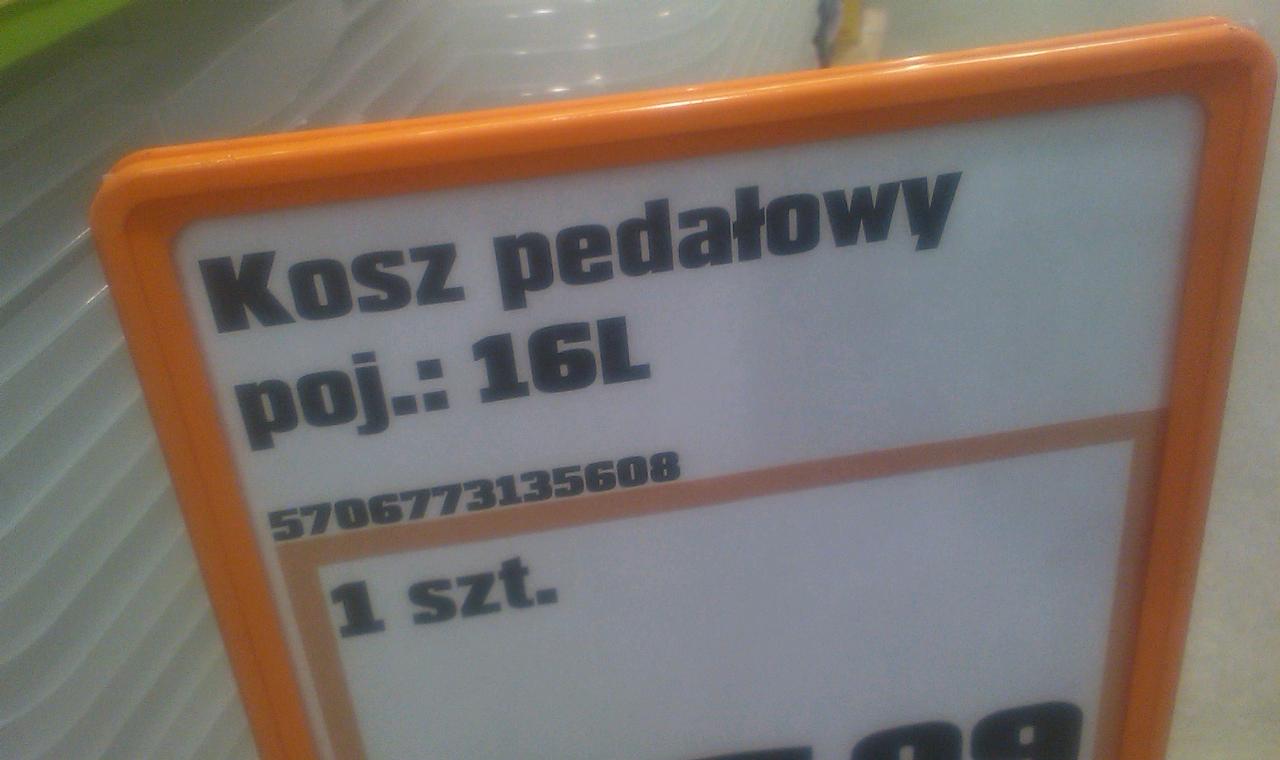 Kosz pedałowy
poj.: 16L
5706773135608
1 szt.